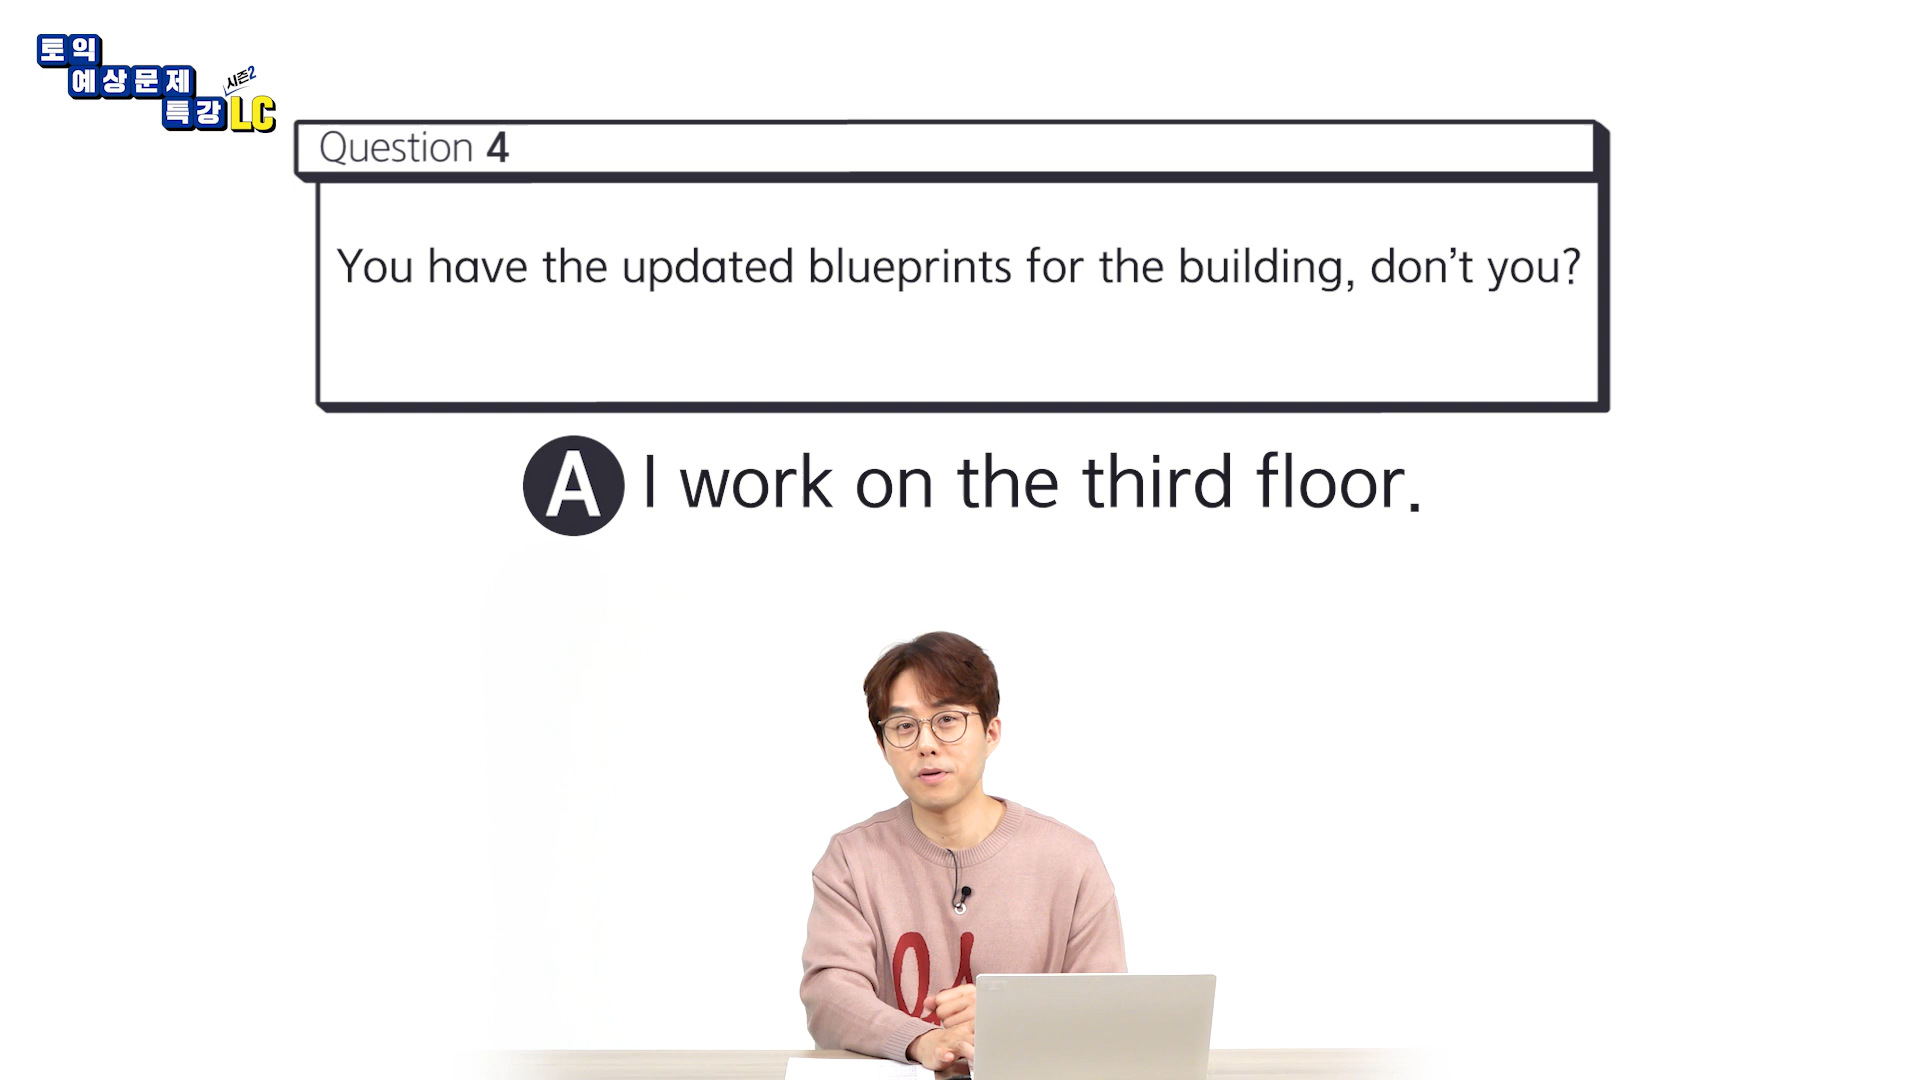 토익
예상문제
시즌2
특강 LC
Question 4
You have the updated blueprints for the building, don't you?
A I work on the third floor.